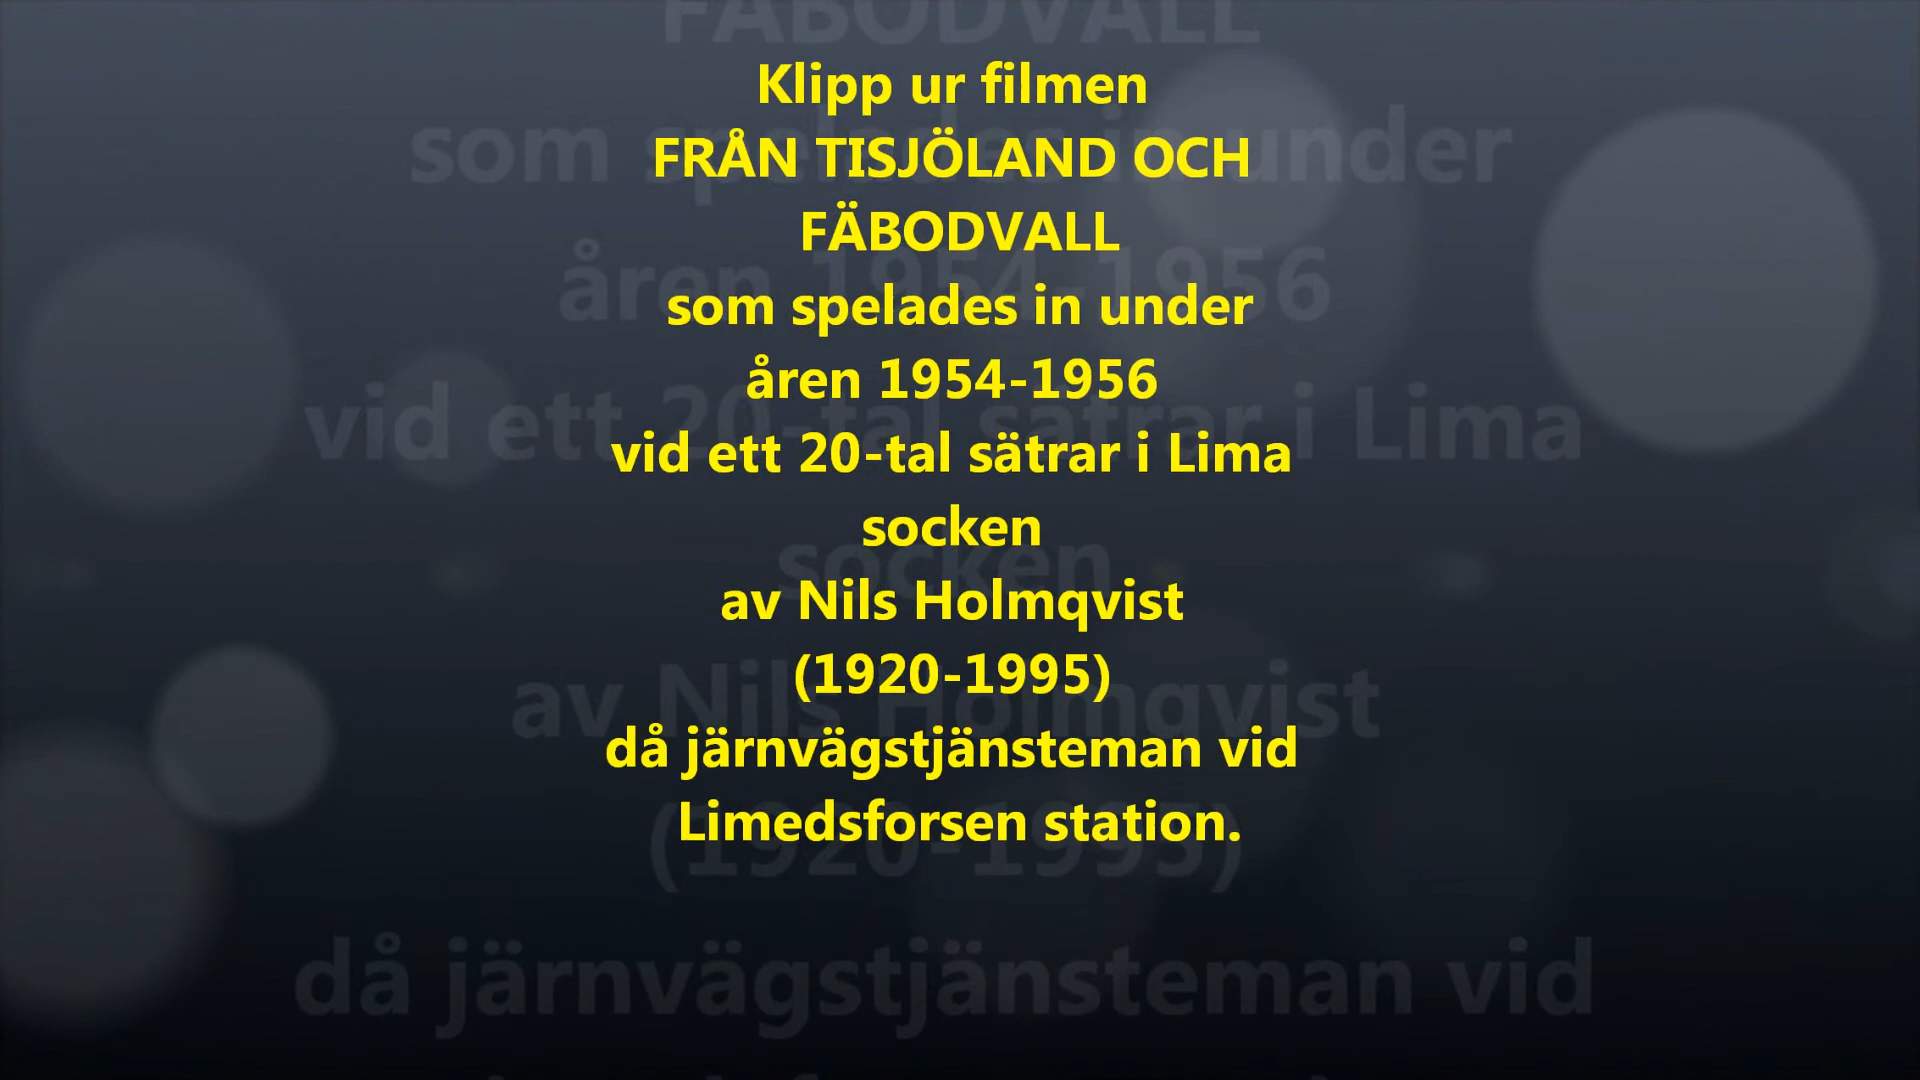 Klipp ur filmen
FRÅN TISJÖLAND OCH
FÄBODVALL
som spelades in under
åren 1954-1956
vid ett 20-tal sätrar i Lima
socken
av Nils Holmqvist
(1920-1995)
då järnvägstjänsteman vid
Limedsforsen station.